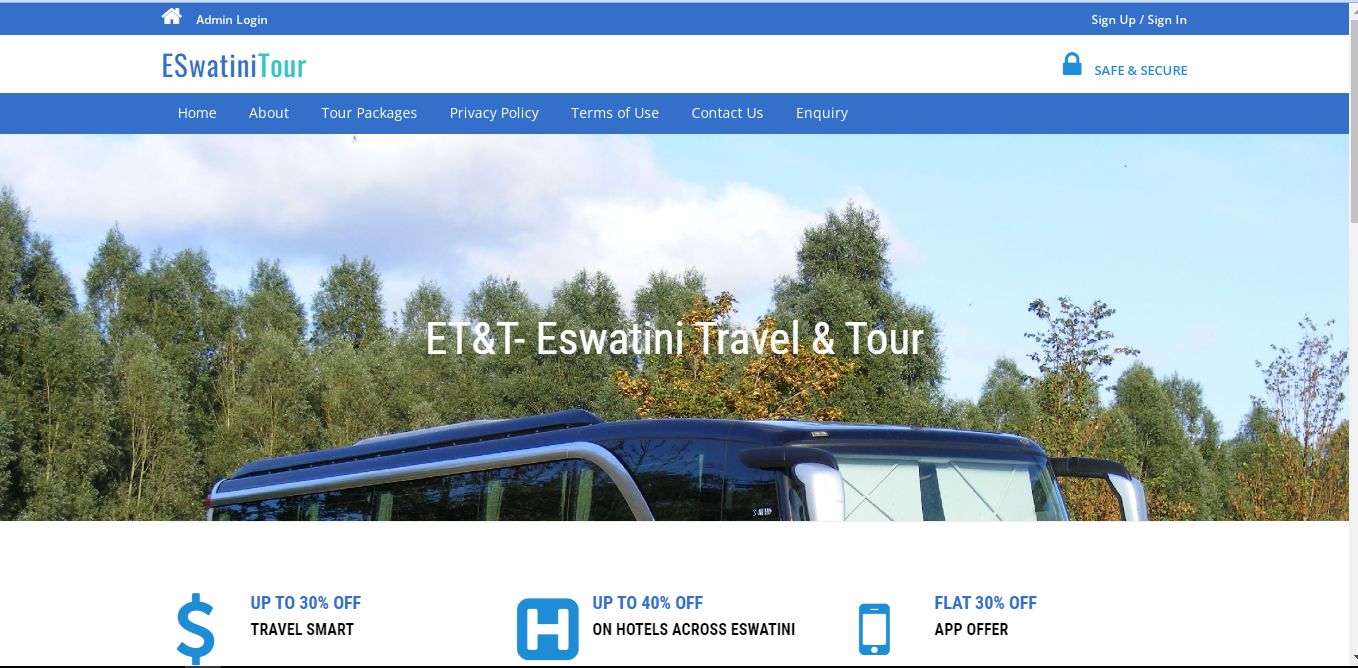 Admin Login
Sign Up / Sign In
ESwatiniTour
SAFE & SECURE
Home About Tour Packages Privacy Policy Terms of Use Contact Us Enquiry
ET&T- Eswatini Travel & Tour
UP TO 30% OFF
TRAVEL SMART
UP TO 40% OFF
ON HOTELS ACROSS ESWATINI
FLAT 30% OFF
APP OFFER